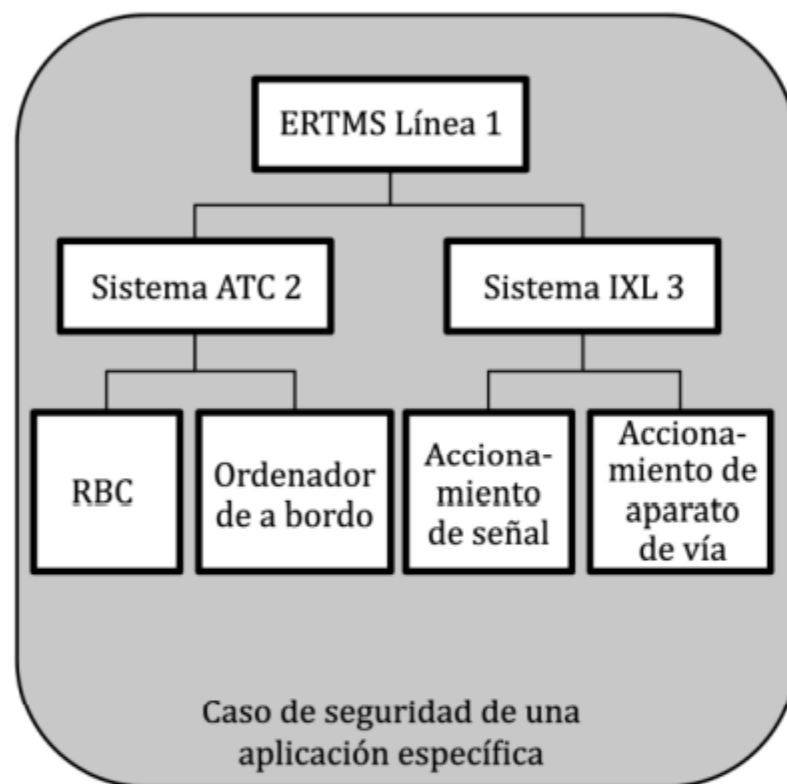 ERTMS Línea 1
Sistema ATC 2
Sistema IXL 3
RBC
Ordenador
de a bordo
Acciona-
miento
de señal
Acciona-
miento de
aparato
de vía
Caso de seguridad de una
aplicación específica